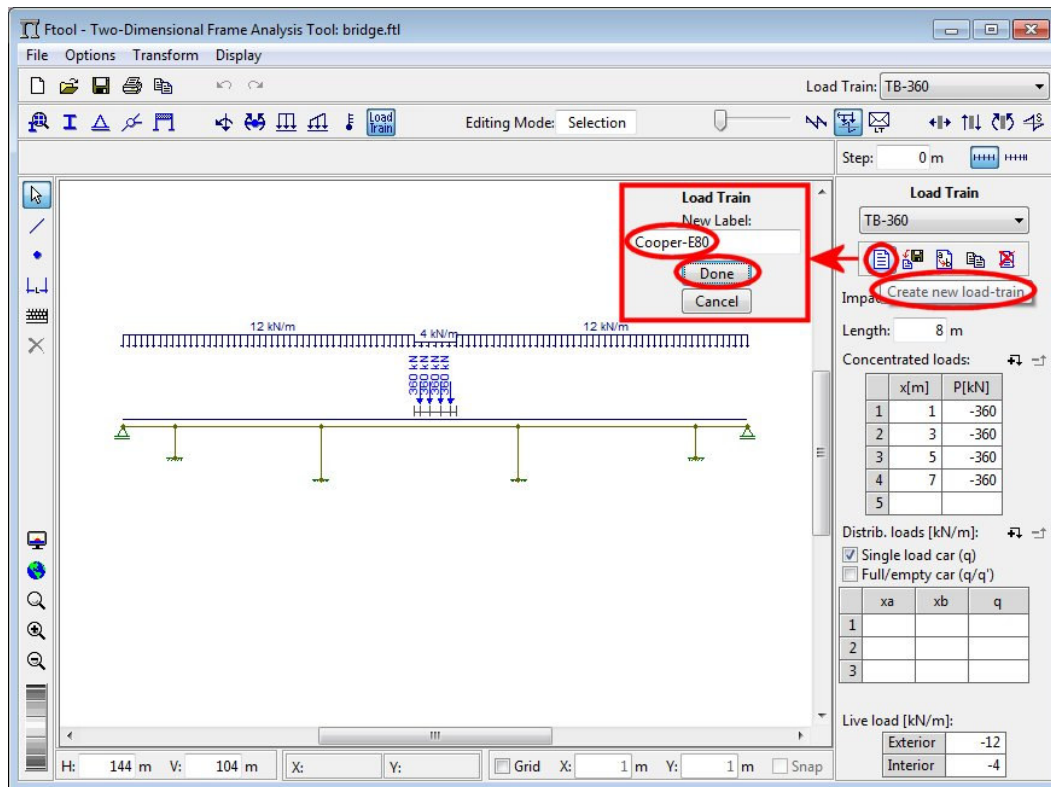 Ftool - Two-Dimensional Frame Analysis Tool: bridge.ftl
File Options Transform Display
Load Train: TB-360
Load Train
Editing Mode: Selection
LT
Step: 0 m
Load Train
New Label:
Cooper-E80
Done
Cancel
Load Train
TB-360
Create new load-train
Length: 8 m
Concentrated loads:
x[m] P[kN]
1 1 -360
2 3 -360
3 5 -360
4 7 -360
5
Distrib. loads [kN/m]:
Single load car (q)
Full/empty car (q/q')
xa xb q
1
2
3
Live load [kN/m]:
Exterior -12
Interior -4
12 kN/m 4 kN/m 12 kN/m
360 kN
360 kN
360 kN
360 kN
H: 144 m V: 104 m X: Y: Grid X: 1 m Y: 1 m Snap